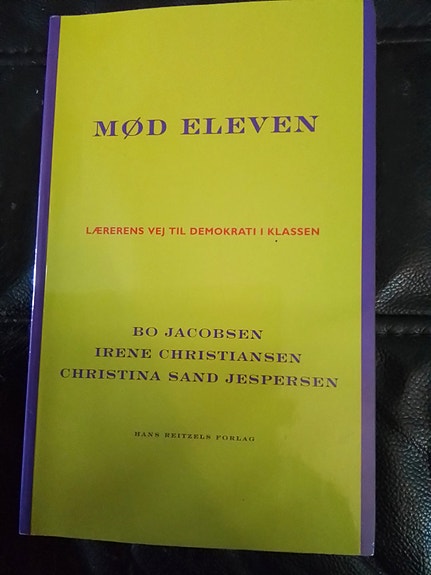 MØD ELEVEN
LÆRERENS VEJ TIL DEMOKRATI I KLASSEN
BO JACOBSEN
IRENE CHRISTIANSEN
CHRISTINA SAND JESPERSEN
HANS REITZELS FORLAG